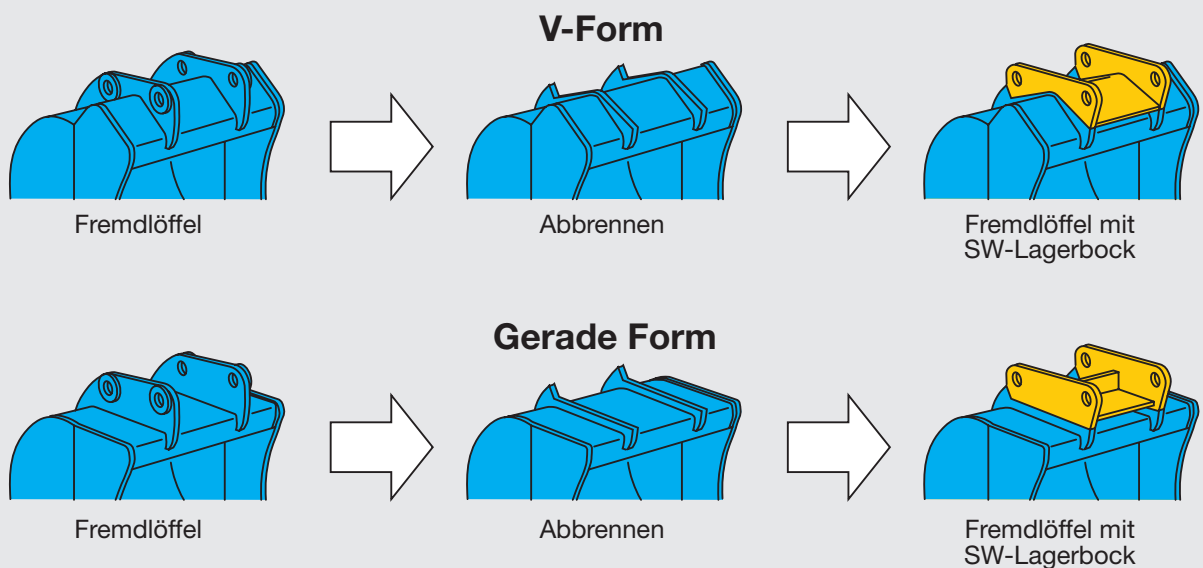 V-Form
Fremdlöffel
Abbrennen
Fremdlöffel mit
SW-Lagerbock
Gerade Form
Fremdlöffel
Abbrennen
Fremdlöffel mit
SW-Lagerbock